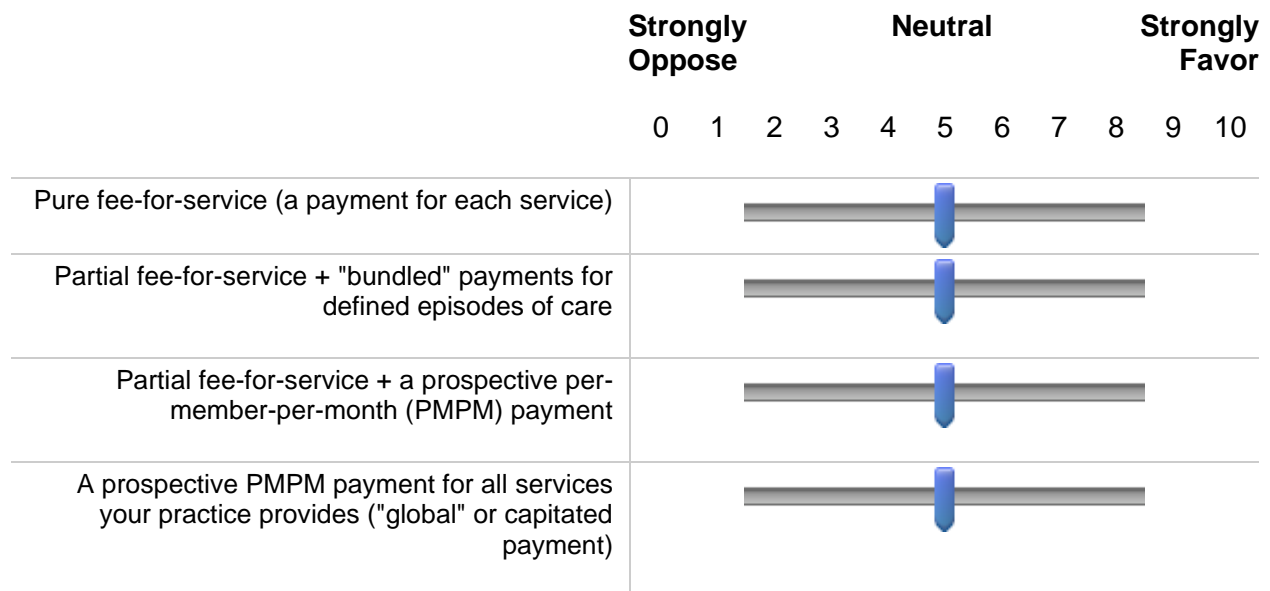 Strongly Oppose Neutral Strongly Favor
0 1 2 3 4 5 6 7 8 9 10
Pure fee-for-service (a payment for each service)
Partial fee-for-service + "bundled" payments for
defined episodes of care
Partial fee-for-service + a prospective per-
member-per-month (PMPM) payment
A prospective PMPM payment for all services
your practice provides ("global" or capitated
payment)